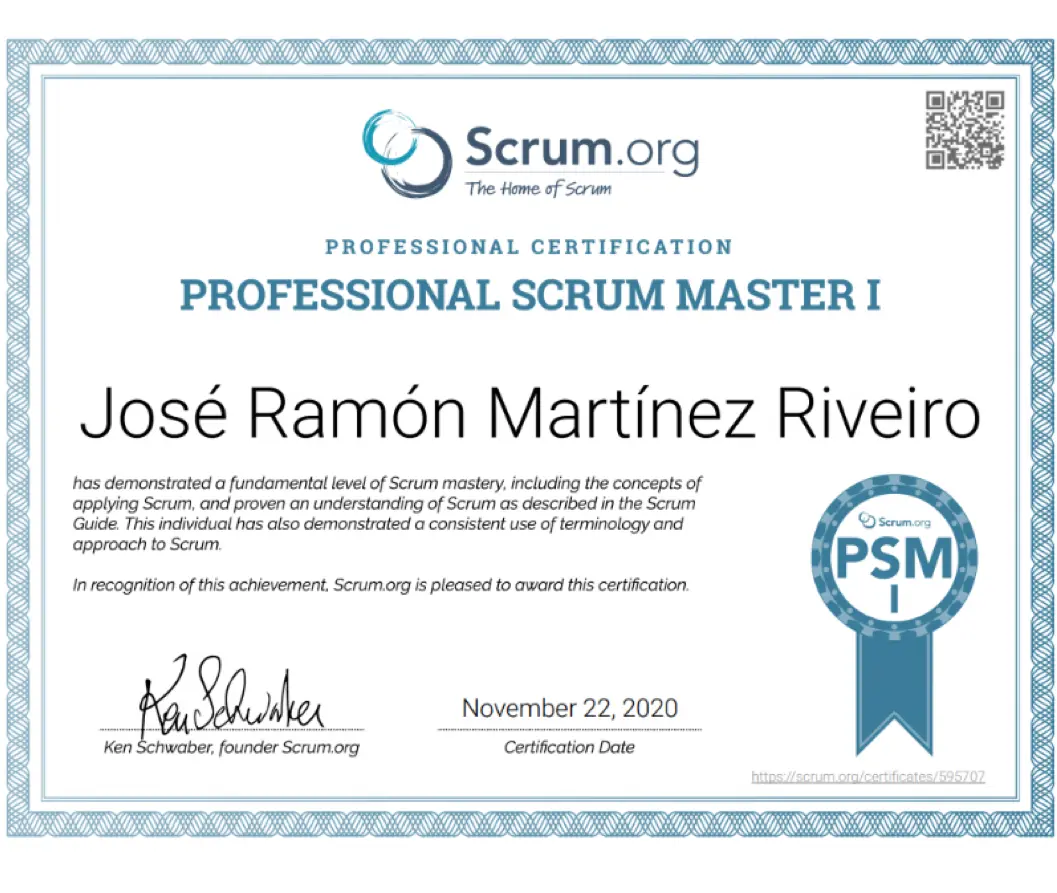 Scrum.org
The Home of Scrum
PROFESSIONAL CERTIFICATION
PROFESSIONAL SCRUM MASTER I
José Ramón Martínez Riveiro
has demonstrated a fundamental level of Scrum mastery, including the concepts of
applying Scrum, and proven an understanding of Scrum as described in the Scrum
Guide. This individual has also demonstrated a consistent use of terminology and
approach to Scrum.
In recognition of this achievement, Scrum.org is pleased to award this certification.
Scrum.org
PSM
I
Ken Schwaber
November 22, 2020
Ken Schwaber, founder Scrum.org
Certification Date
https://scrum.org/certificates/595707